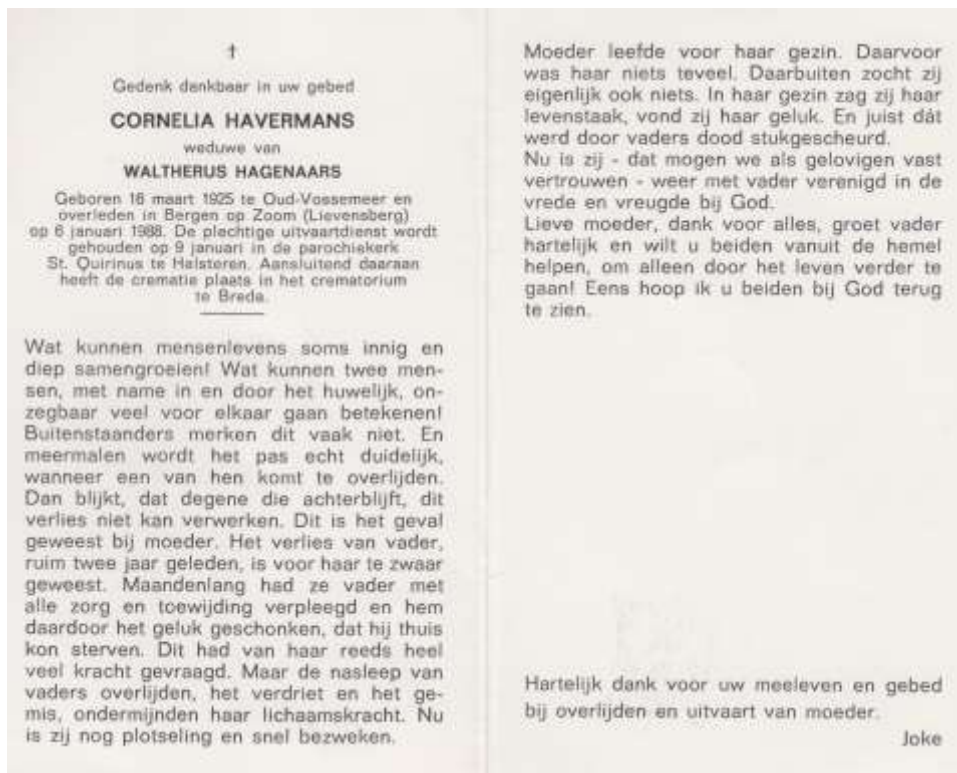 †
Gedenk dankbaar in uw gebed
CORNELIA HAVERMANS
weduwe van
WALTHERUS HAGENAARS
Geboren 16 maart 1925 te Oud-Vossemeer en
overleden in Bergen op Zoom (Lievensberg)
op 6 januari 1988. De plechtige uitvaartdienst wordt
gehouden op 9 januari in de parochiekerk
St. Quirinus te Halsteren. Aansluitend daaraan
heeft de crematie plaats in het crematorium
te Breda.
Wat kunnen mensenlevens soms innig en
diep samengroeien! Wat kunnen twee men-
sen, met name in en door het huwelijk, on-
zegbaar veel voor elkaar gaan betekenen!
Buitenstaanders merken dit vaak niet. En
meermalen wordt het pas echt duidelijk,
wanneer een van hen komt te overlijden.
Dan blijkt, dat degene die achterblijft, dit
verlies niet kan verwerken. Dit is het geval
geweest bij moeder. Het verlies van vader,
ruim twee jaar geleden, is voor haar te zwaar
geweest. Maandenlang had ze vader met
alle zorg en toewijding verpleegd en hem
daardoor het geluk geschonken, dat hij thuis
kon sterven. Dit had van haar reeds heel
veel kracht gevraagd. Maar de nasleep van
vaders overlijden, het verdriet en het ge-
mis, ondermijnden haar lichaamskracht. Nu
is zij nog plotseling en snel bezweken.
Moeder leefde voor haar gezin. Daarvoor
was haar niets teveel. Daarbuiten zocht zij
eigenlijk ook niets. In haar gezin zag zij haar
levenstaak, vond zij haar geluk. En juist dát
werd door vaders dood stukgescheurd.
Nu is zij - dat mogen we als gelovigen vast
vertrouwen - weer met vader verenigd in de
vrede en vreugde bij God.
Lieve moeder, dank voor alles, groet vader
hartelijk en wilt u beiden vanuit de hemel
helpen, om alleen door het leven verder te
gaan! Eens hoop ik u beiden bij God terug
te zien.
Hartelijk dank voor uw meeleven en gebed
bij overlijden en uitvaart van moeder.
Joke